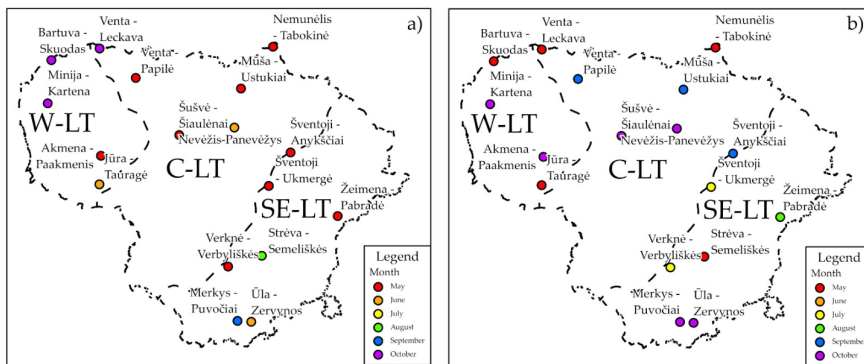 a)
Nemunėlis
- Tabokinė
Venta -
Leckava
Bartuva -
Skuodas
Venta -
Papilė
Minija -
Kartena
Mūša -
Ustukiai
W-LT
Šušvė -
Šiaulėnai
Nevėžis-Panevėžys
Šventoji -
Anykščiai
Akmena -
Paakmenis
Jūra -
Tauragė
C-LT
Šventoji
- Ukmergė
Žeimena -
Pabradė
SE-LT
Strėva -
Semeliškės
Verknė -
Verbyliškės
Merkys -
Puvočiai
Ūla -
Zervynos
Legend
Month
May
June
July
August
September
October
b)
Nemunėlis
- Tabokinė
Venta -
Leckava
Bartuva -
Skuodas
Venta -
Papilė
Minija -
Kartena
Mūša -
Ustukiai
W-LT
Šušvė -
Šiaulėnai
Nevėžis-Panevėžys
Šventoji -
Anykščiai
Akmena -
Paakmenis
Jūra -
Tauragė
C-LT
Šventoji
- Ukmergė
Žeimena -
Pabradė
SE-LT
Strėva -
Semeliškės
Verknė -
Verbyliškės
Merkys -
Puvočiai
Ūla -
Zervynos
Legend
Month
May
June
July
August
September
October